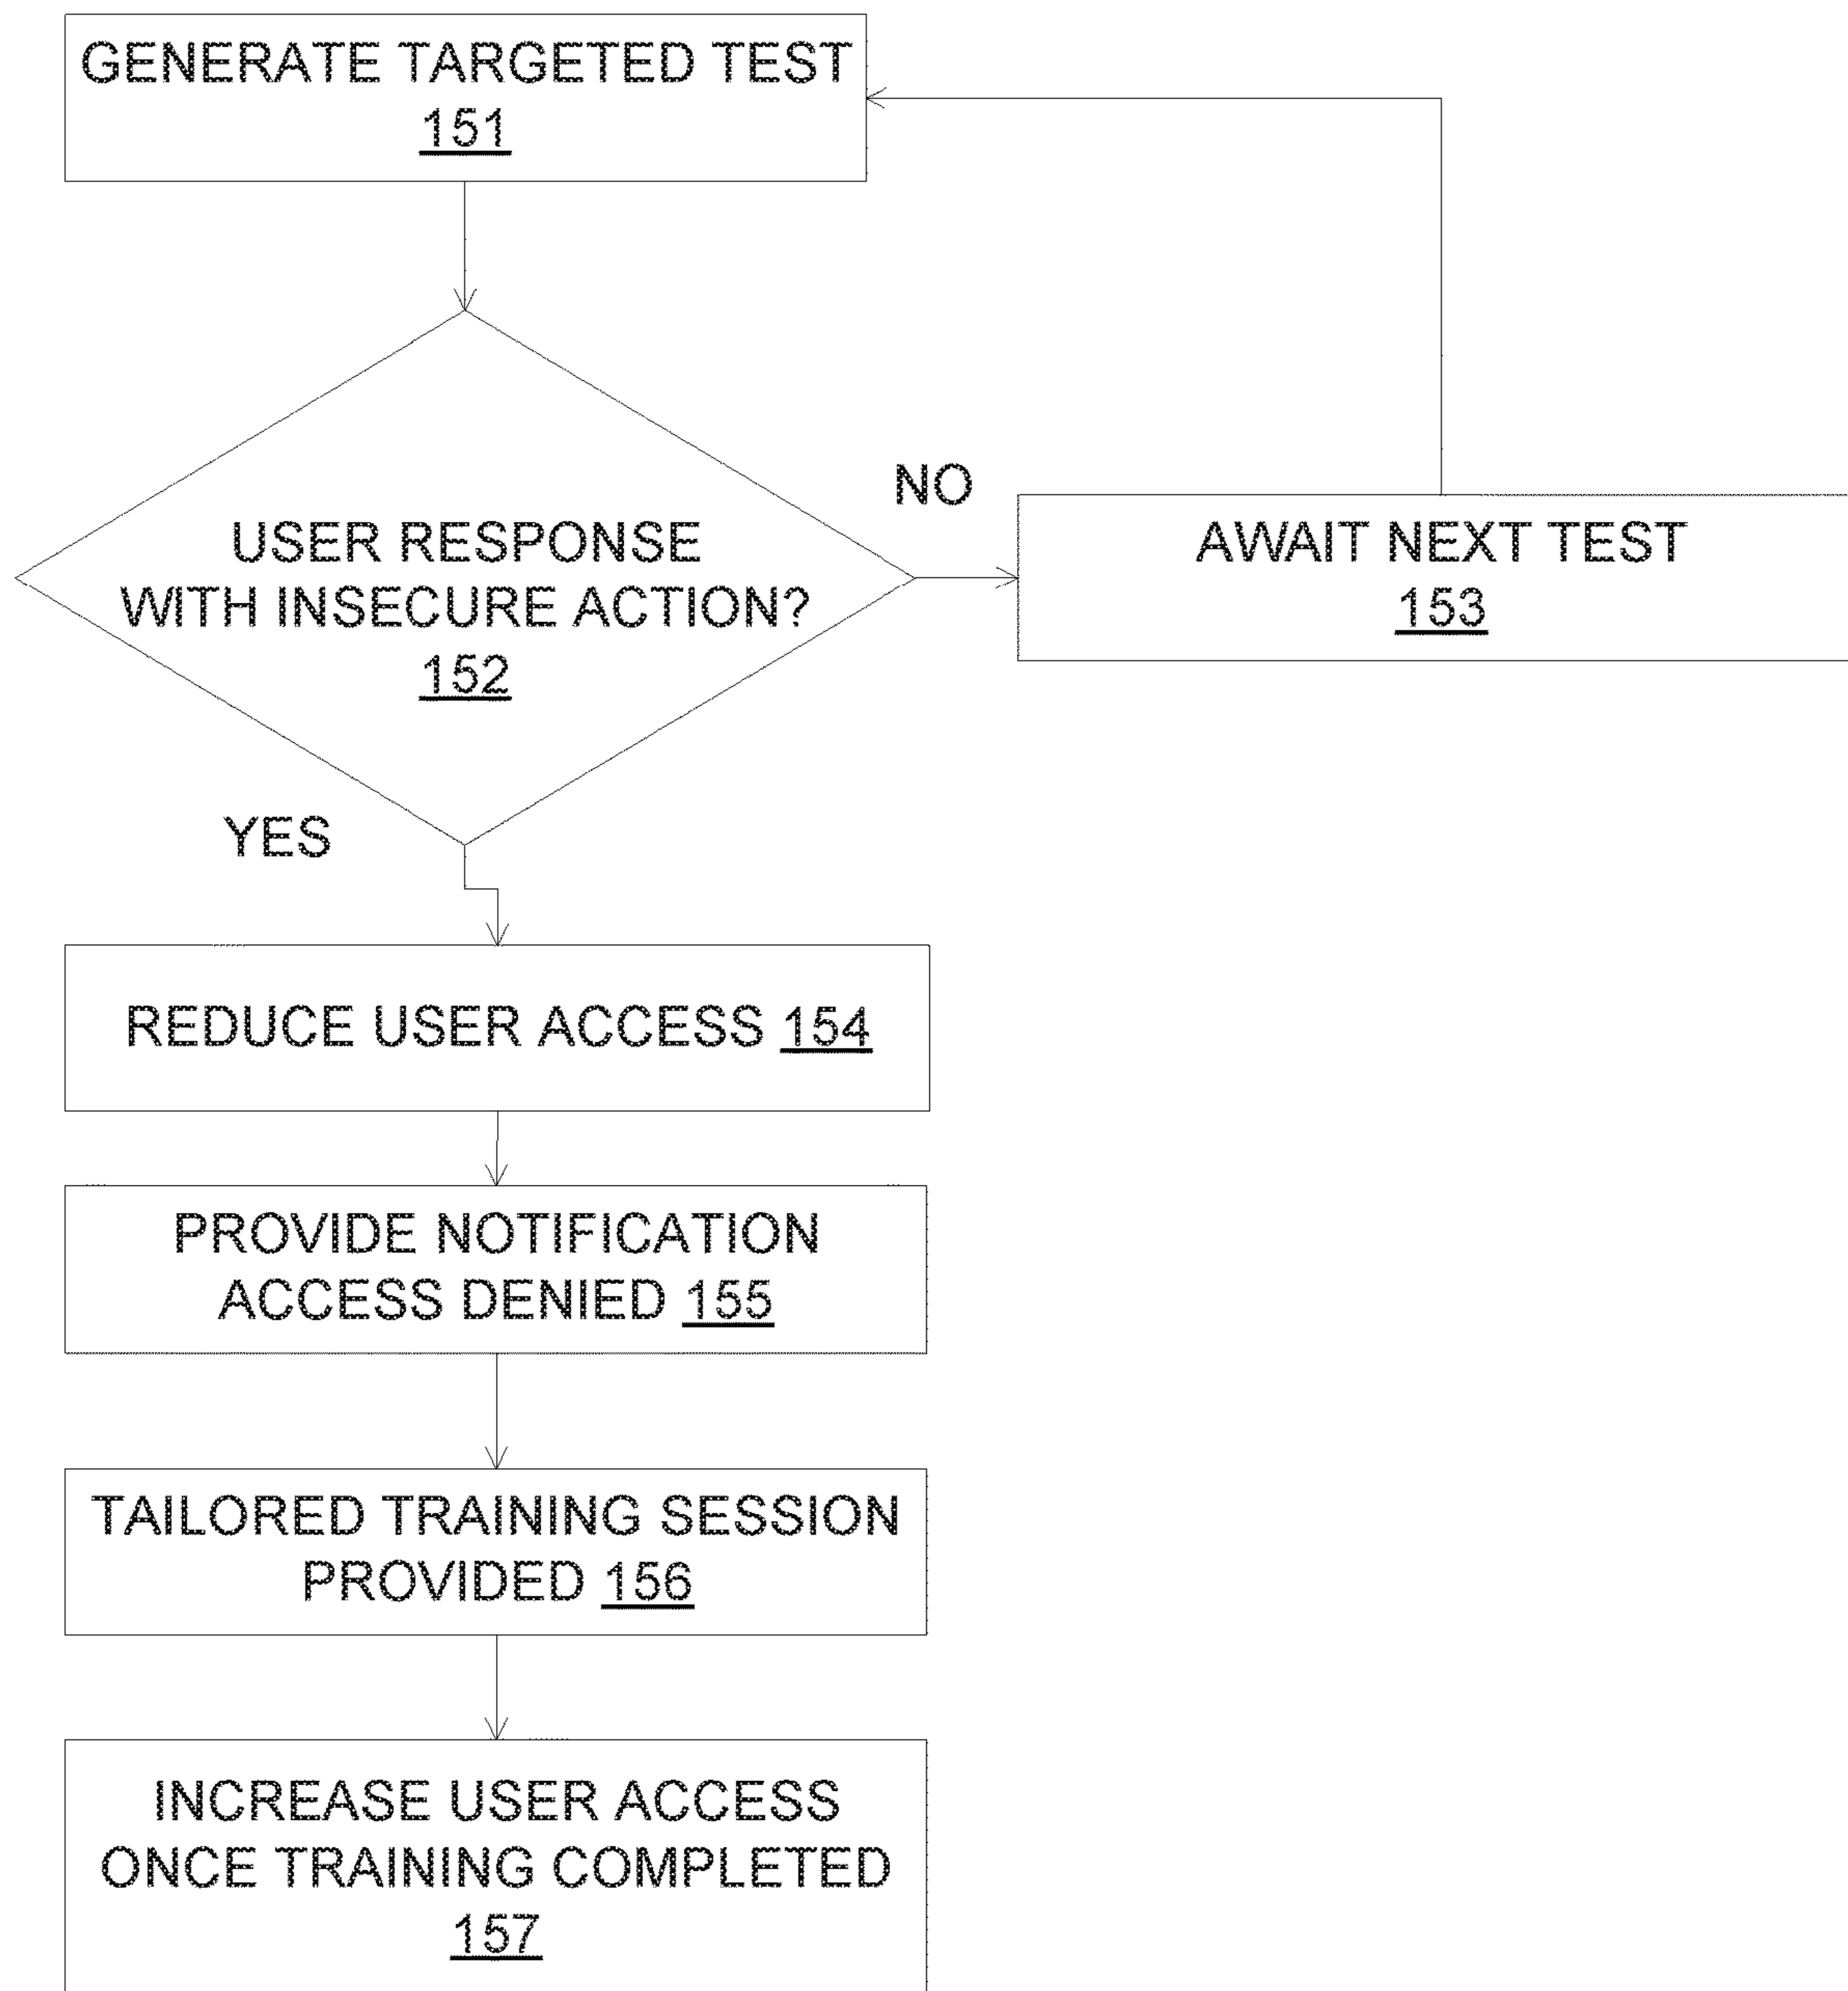 GENERATE TARGETED TEST
151
USER RESPONSE
WITH INSECURE ACTION?
152
NO
AWAIT NEXT TEST
153
YES
REDUCE USER ACCESS 154
PROVIDE NOTIFICATION
ACCESS DENIED 155
TAILORED TRAINING SESSION
PROVIDED 156
INCREASE USER ACCESS
ONCE TRAINING COMPLETED
157